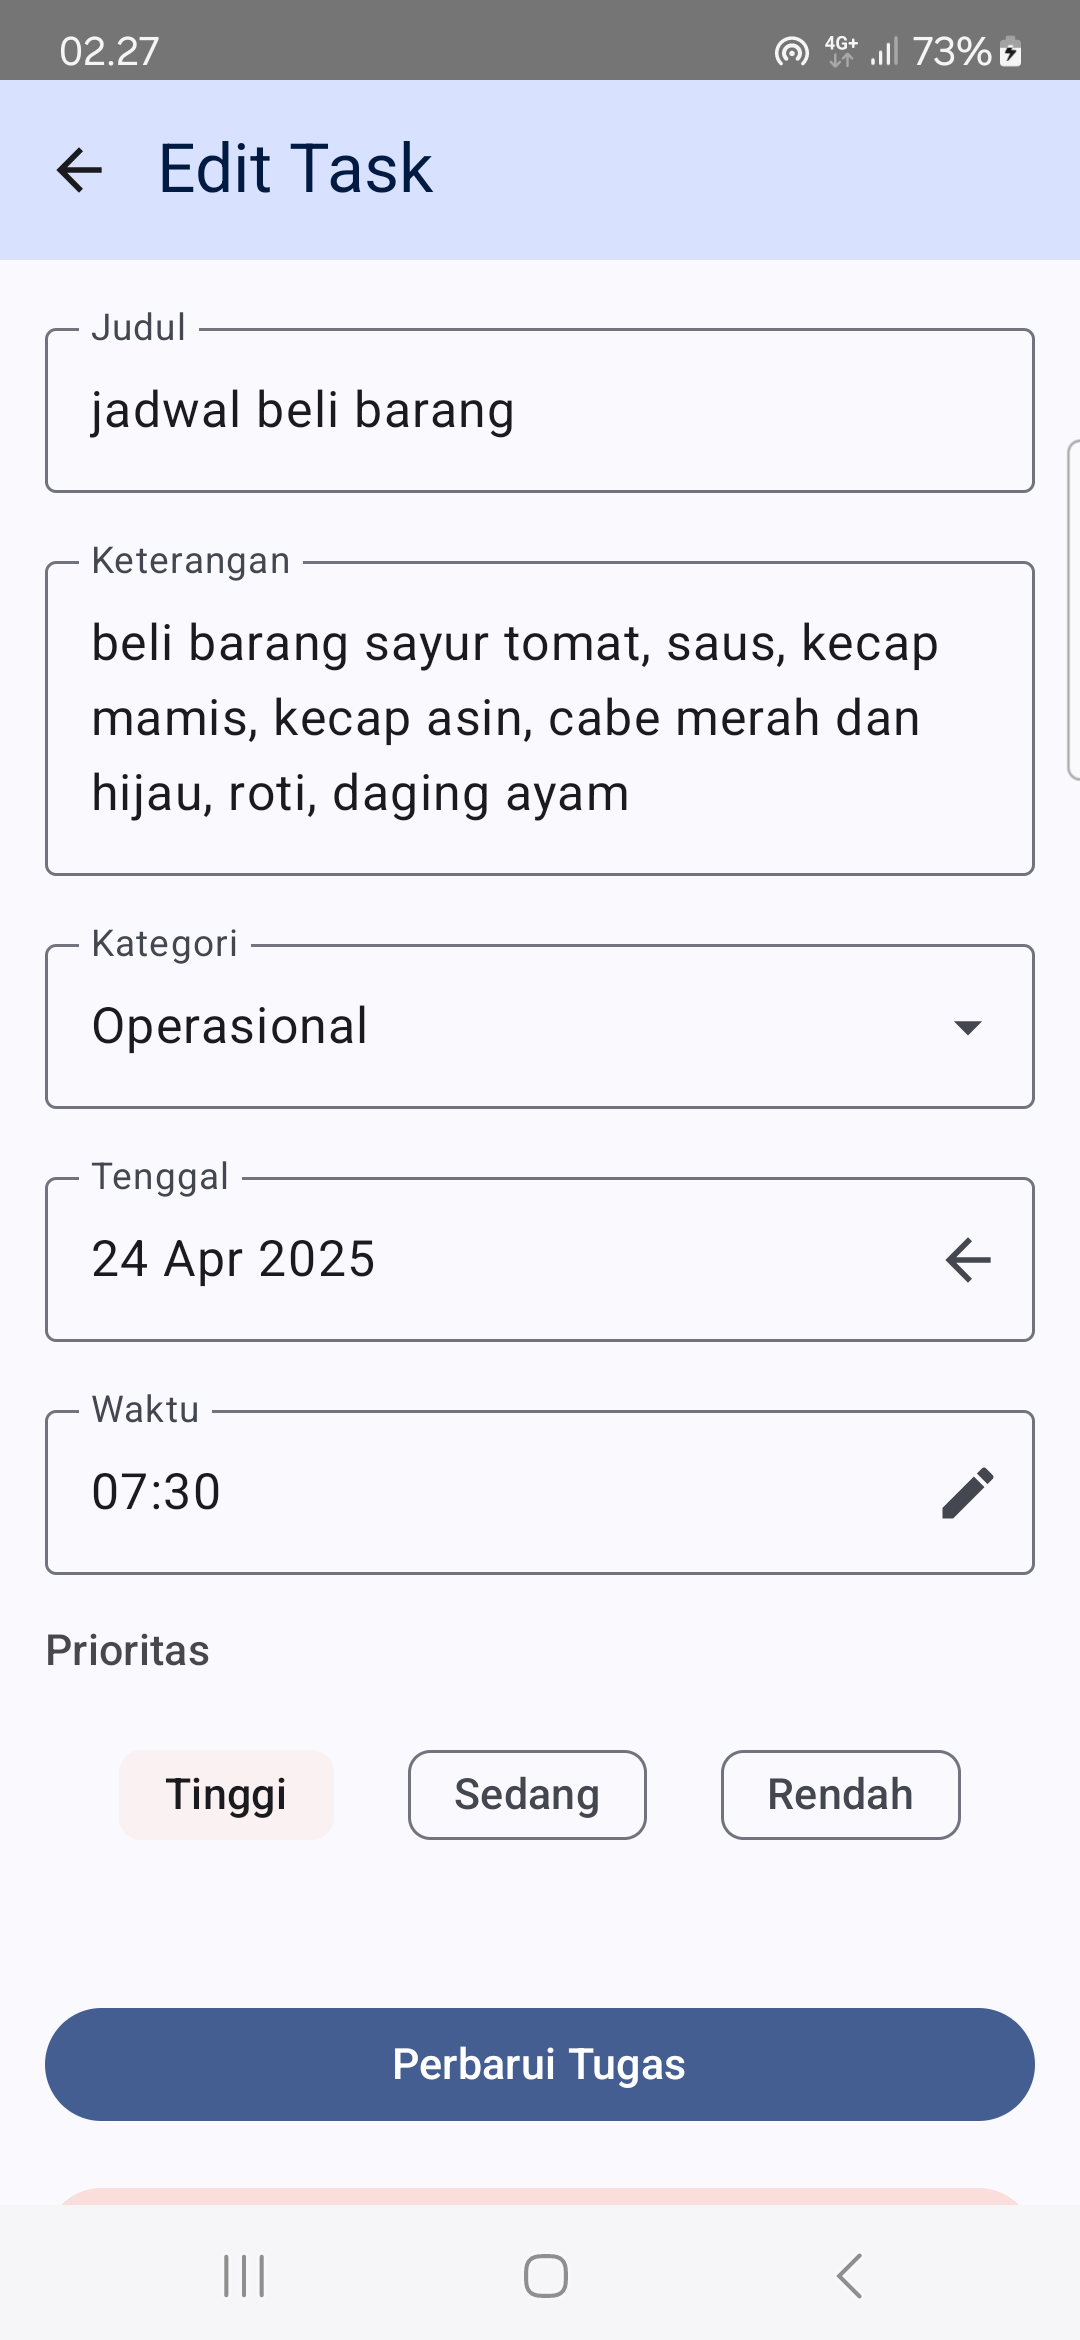 02.27
4G+ 73%
Edit Task
Judul
jadwal beli barang
Keterangan
beli barang sayur tomat, saus, kecap
mamis, kecap asin, cabe merah dan
hijau, roti, daging ayam
Kategori
Operasional
Tenggal
24 Apr 2025
Waktu
07:30
Prioritas
Tinggi Sedang Rendah
Perbarui Tugas